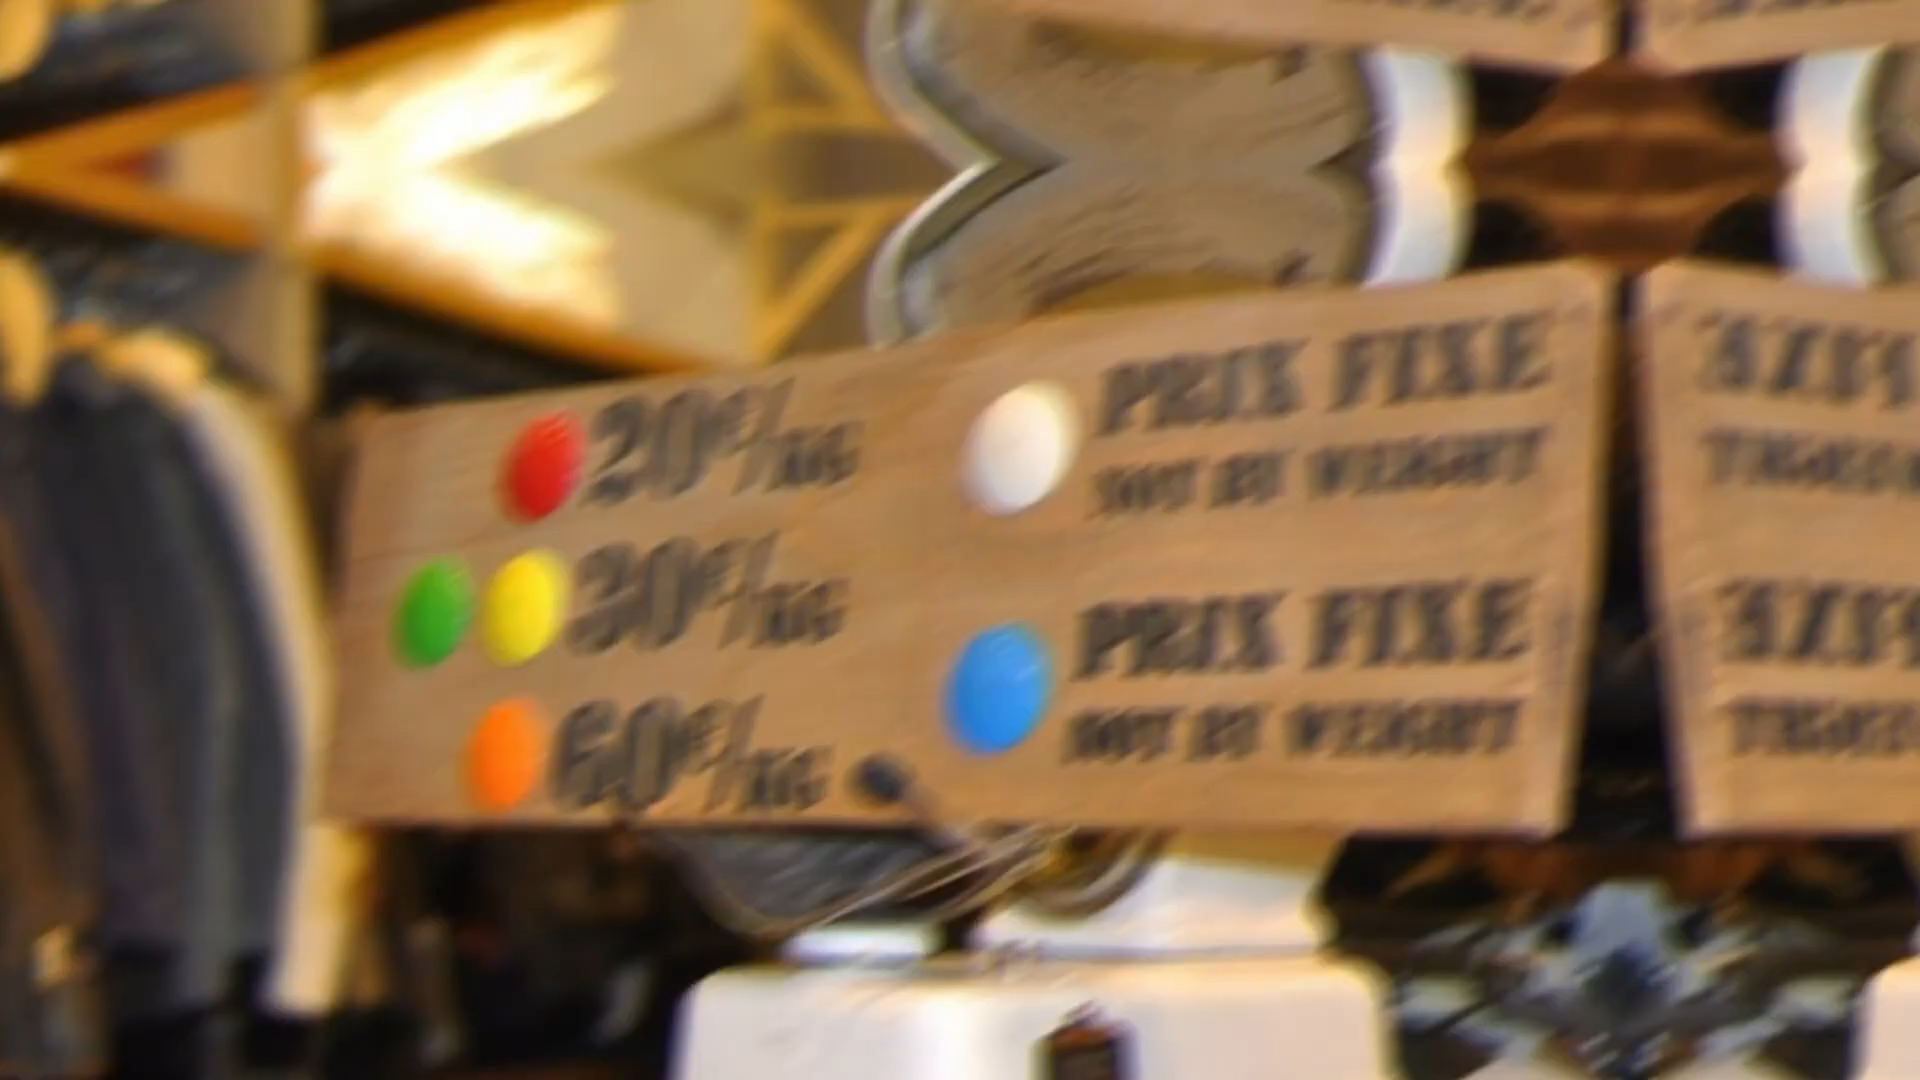 20€/KG
30€/KG
60€/KG
PRIX FIXE
NOT BY WEIGHT
PRIX FIXE
NOT BY WEIGHT